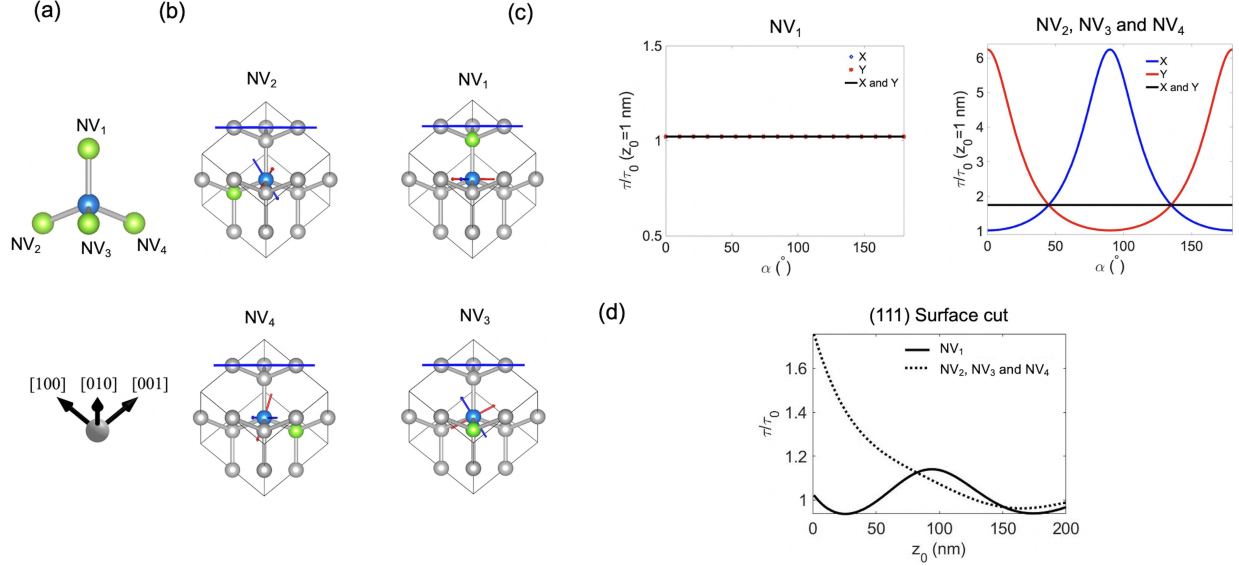 (a)
(b)
(c)
NV₁
NV₂
NV₃
NV₄
[100] [010] [001]
NV₂
NV₁
NV₄
NV₃
NV₁
1.5
1
0.5
τ/τ₀ (z₀=1 nm)
X
Y
X and Y
0 50 100 150
α (°)
NV₂, NV₃ and NV₄
6
5
4
3
2
1
τ/τ₀ (z₀=1 nm)
X
Y
X and Y
0 50 100 150
α (°)
(d)
(111) Surface cut
NV₁
NV₂, NV₃ and NV₄
1.6
1.4
1.2
1
τ/τ₀
0 50 100 150 200
z₀ (nm)